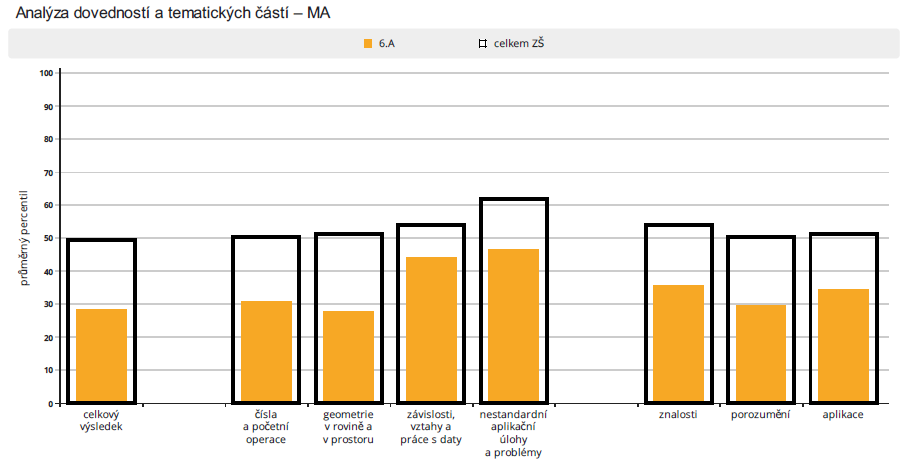 Analýza dovedností a tematických částí – MA
6.A
celkem ZŠ
průměrný percentil
100
90
80
70
60
50
40
30
20
10
0
celkový
výsledek
čísla
a početní
operace
geometrie
v rovině a
v prostoru
závislosti,
vztahy a
práce s daty
nestandardní
aplikační
úlohy
a problémy
znalosti
porozumění
aplikace